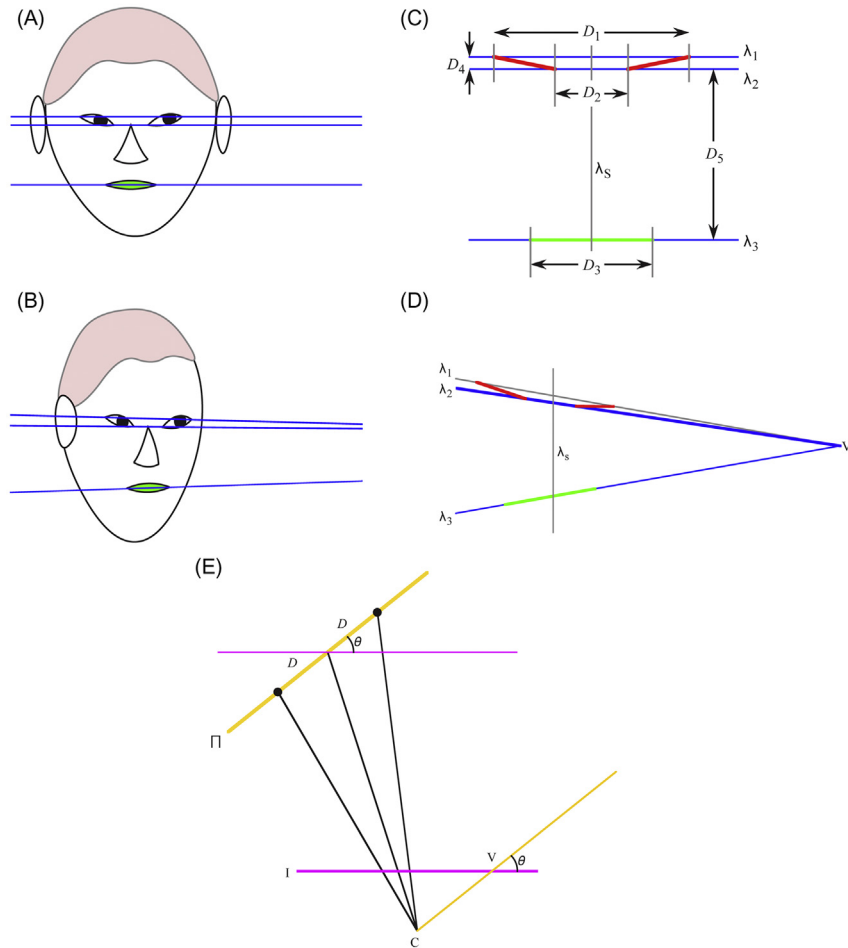 (A)
(C)
D₁
λ₁
D₄
λ₂
D₂
D₅
λS
λ₃
D₃
(B)
(D)
λ₁
λ₂
V
λs
λ₃
(E)
D
θ
D
Π
V
θ
I
C